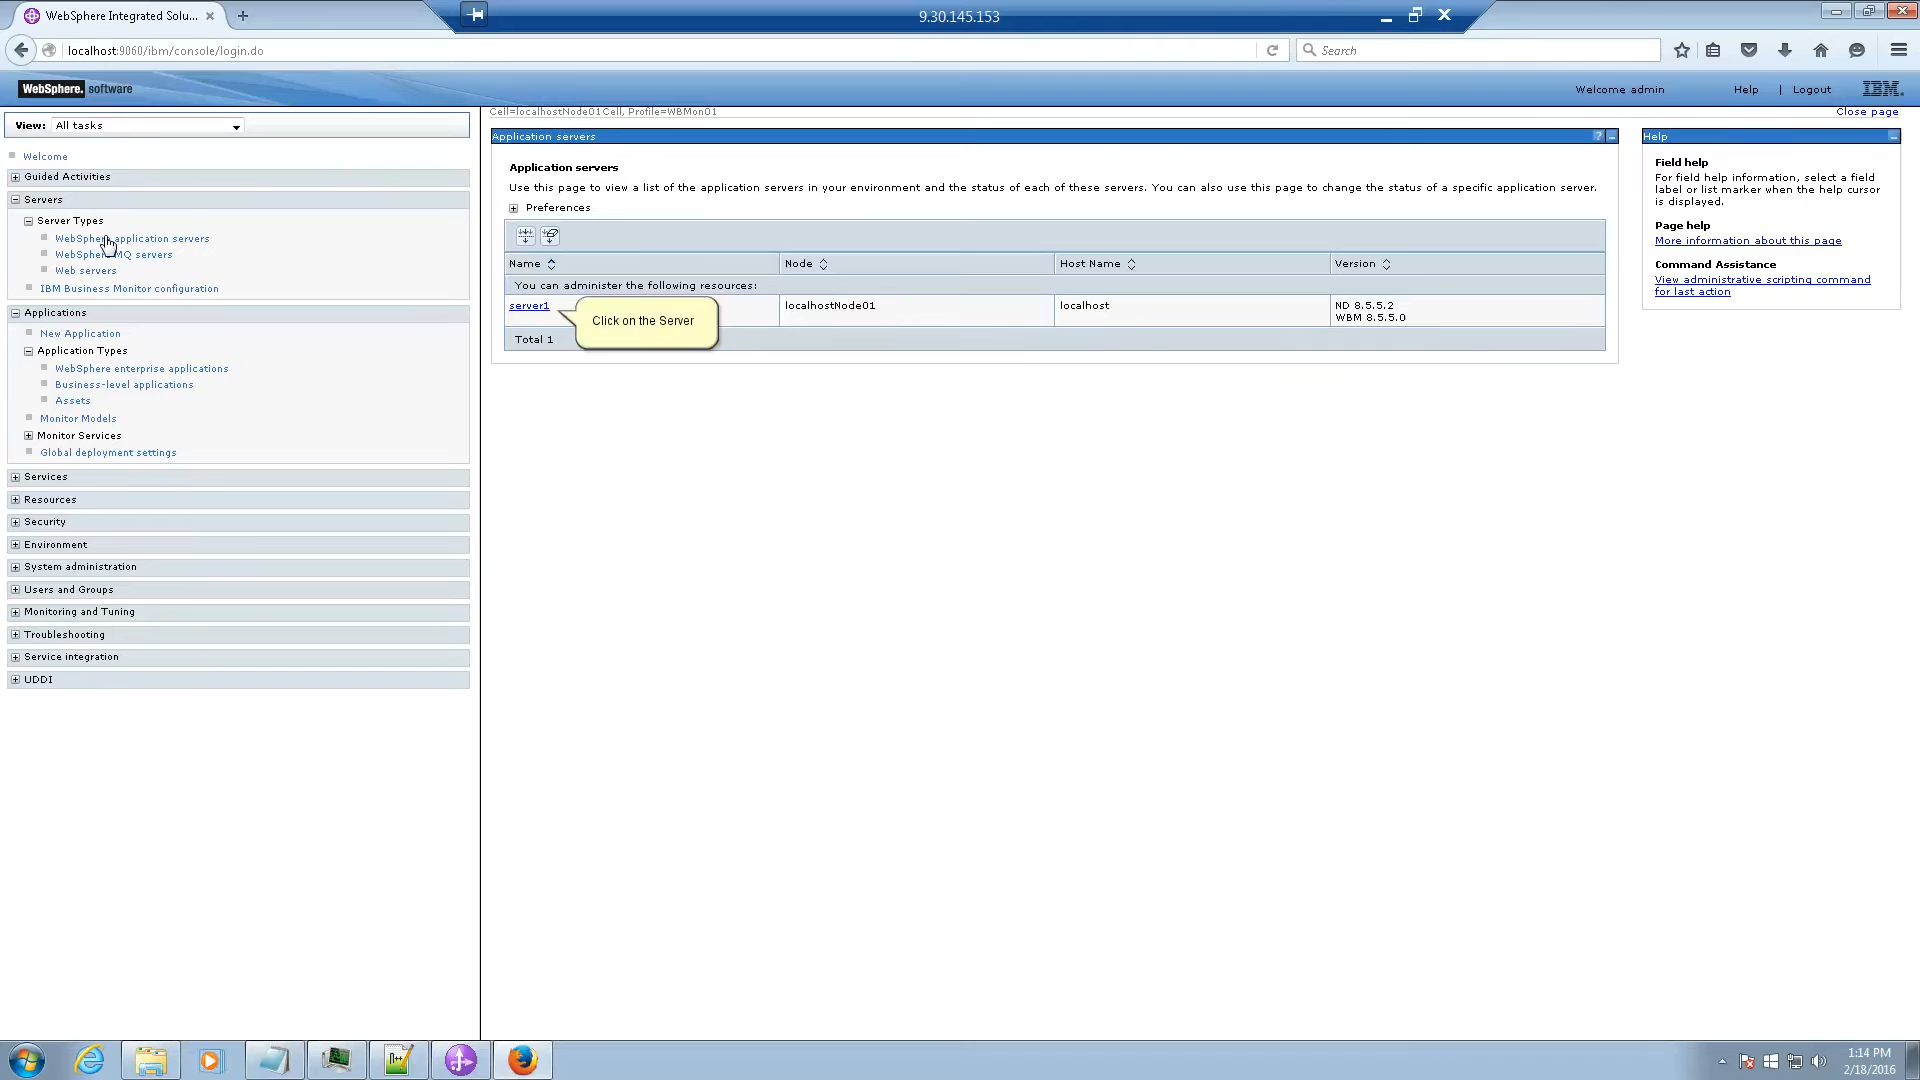 WebSphere Integrated Solu...
9.30.145.153
localhost:9060/ibm/console/login.do
Search
WebSphere. software
Welcome admin
Help | Logout
IBM.
View: All tasks
Cell=localhostNode01Cell, Profile=WBMon01
Close page
Welcome
Guided Activities
Servers
Server Types
WebSphere application servers
WebSphere MQ servers
Web servers
IBM Business Monitor configuration
Applications
New Application
Application Types
WebSphere enterprise applications
Business-level applications
Assets
Monitor Models
Monitor Services
Global deployment settings
Services
Resources
Security
Environment
System administration
Users and Groups
Monitoring and Tuning
Troubleshooting
Service integration
UDDI
Application servers
Application servers
Use this page to view a list of the application servers in your environment and the status of each of these servers. You can also use this page to change the status of a specific application server.
Preferences
Name Node Host Name Version
You can administer the following resources:
server1 localhostNode01 localhost ND 8.5.5.2
WBM 8.5.5.0
Click on the Server
Total 1
Help
Field help
For field help information, select a field
label or list marker when the help cursor
is displayed.
Page help
More information about this page
Command Assistance
View administrative scripting command
for last action
1:14 PM
2/18/2016